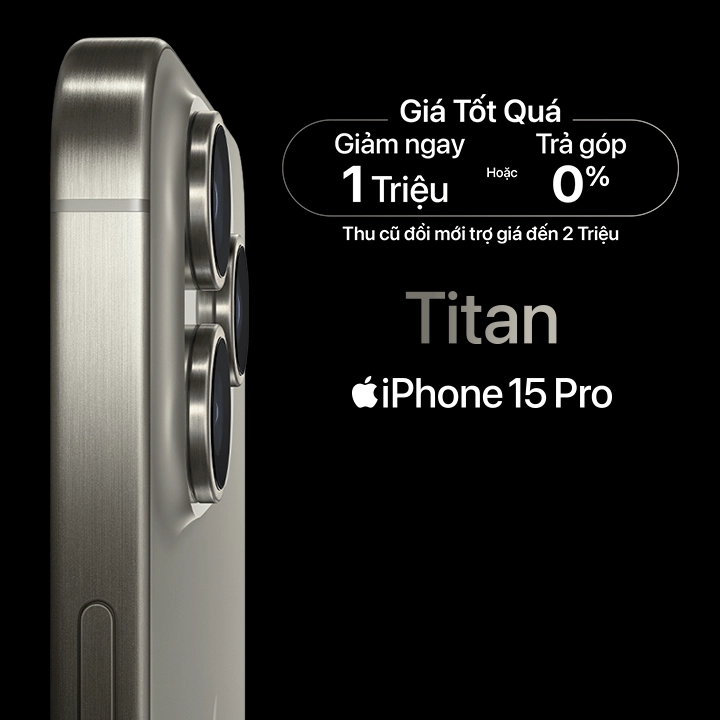 Giá Tốt Quá
Giảm ngay
1 Triệu
Hoặc
Trả góp
0%
Thu cũ đổi mới trợ giá đến 2 Triệu
Titan
iPhone 15 Pro